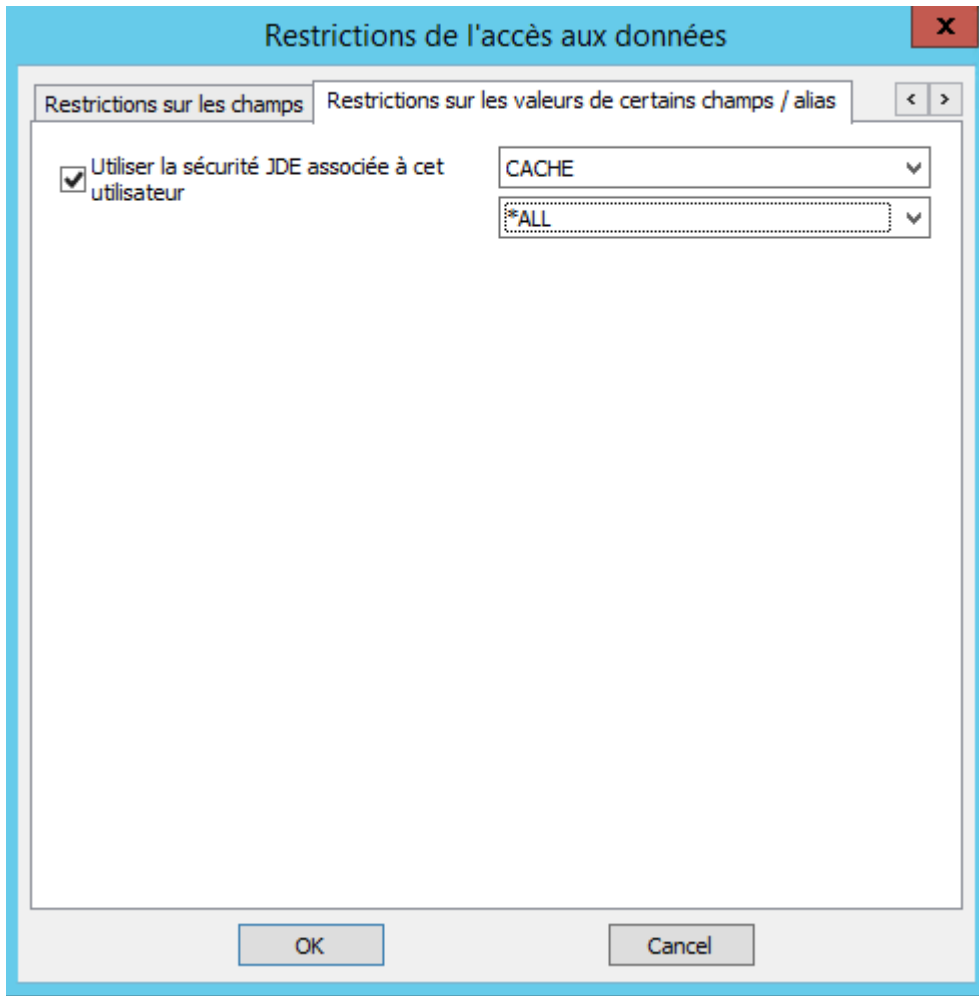 Restrictions de l'accès aux données
x
Restrictions sur les champs
Restrictions sur les valeurs de certains champs / alias
< >
Utiliser la sécurité JDE associée à cet
utilisateur
CACHE
*ALL
OK
Cancel